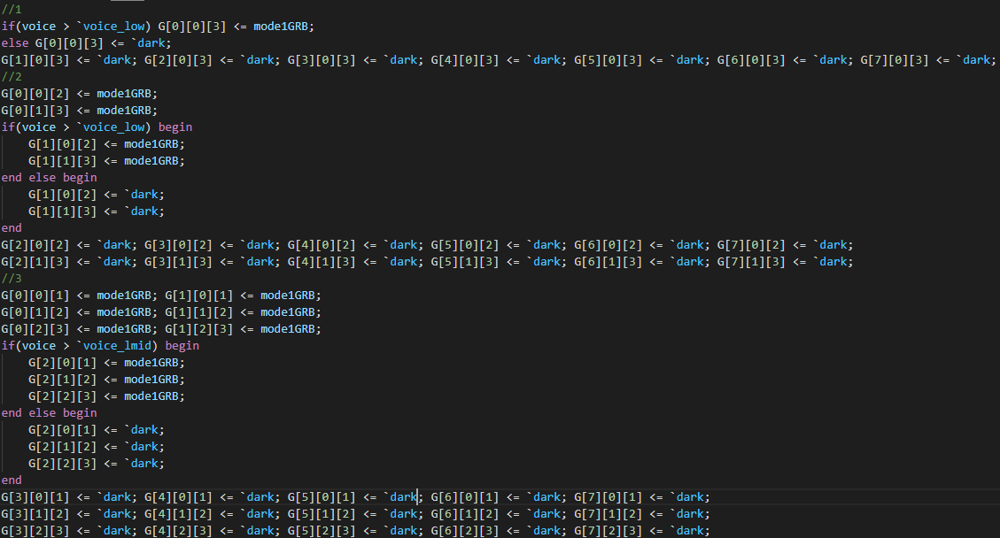 //1
if(voice > `voice_low) G[0][0][3] <= mode1GRB;
else G[0][0][3] <= `dark;
G[1][0][3] <= `dark; G[2][0][3] <= `dark; G[3][0][3] <= `dark; G[4][0][3] <= `dark; G[5][0][3] <= `dark; G[6][0][3] <= `dark; G[7][0][3] <= `dark;
//2
G[0][0][2] <= mode1GRB;
G[0][1][3] <= mode1GRB;
if(voice > `voice_low) begin
    G[1][0][2] <= mode1GRB;
    G[1][1][3] <= mode1GRB;
end else begin
    G[1][0][2] <= `dark;
    G[1][1][3] <= `dark;
end
G[2][0][2] <= `dark; G[3][0][2] <= `dark; G[4][0][2] <= `dark; G[5][0][2] <= `dark; G[6][0][2] <= `dark; G[7][0][2] <= `dark;
G[2][1][3] <= `dark; G[3][1][3] <= `dark; G[4][1][3] <= `dark; G[5][1][3] <= `dark; G[6][1][3] <= `dark; G[7][1][3] <= `dark;
//3
G[0][0][1] <= mode1GRB; G[1][0][1] <= mode1GRB;
G[0][1][2] <= mode1GRB; G[1][1][2] <= mode1GRB;
G[0][2][3] <= mode1GRB; G[1][2][3] <= mode1GRB;
if(voice > `voice_lmid) begin
    G[2][0][1] <= mode1GRB;
    G[2][1][2] <= mode1GRB;
    G[2][2][3] <= mode1GRB;
end else begin
    G[2][0][1] <= `dark;
    G[2][1][2] <= `dark;
    G[2][2][3] <= `dark;
end
G[3][0][1] <= `dark; G[4][0][1] <= `dark; G[5][0][1] <= `dark; G[6][0][1] <= `dark; G[7][0][1] <= `dark;
G[3][1][2] <= `dark; G[4][1][2] <= `dark; G[5][1][2] <= `dark; G[6][1][2] <= `dark; G[7][1][2] <= `dark;
G[3][2][3] <= `dark; G[4][2][3] <= `dark; G[5][2][3] <= `dark; G[6][2][3] <= `dark; G[7][2][3] <= `dark;